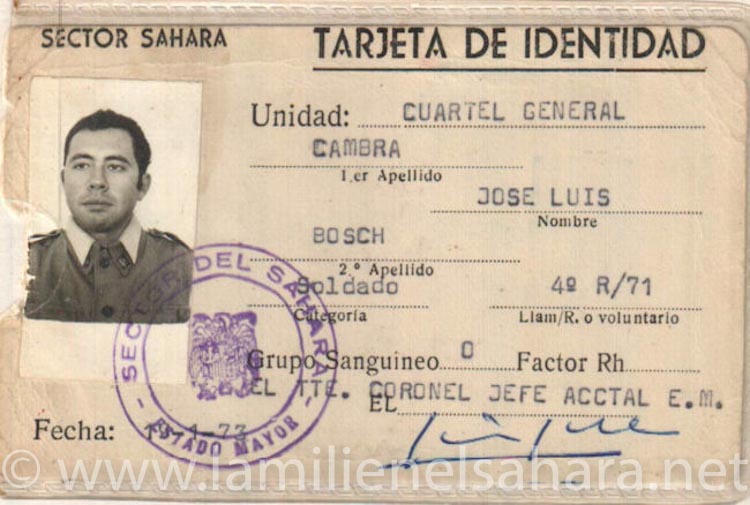 SECTOR SAHARA
TARJETA DE IDENTIDAD
Unidad: CUARTEL GENERAL
CAMBRA
1.er Apellido
JOSE LUIS
Nombre
BOSCH
2.º Apellido
Soldado 4º R/71
Categoría Llam/R. o voluntario
Grupo Sanguineo O Factor Rh
EL TTE. CORONEL JEFE ACCTAL E.M.
EL
Fecha: 1-73
SECTOR DEL SAHARA
- ESTADO MAYOR -
© www.lamilienelsahara.net